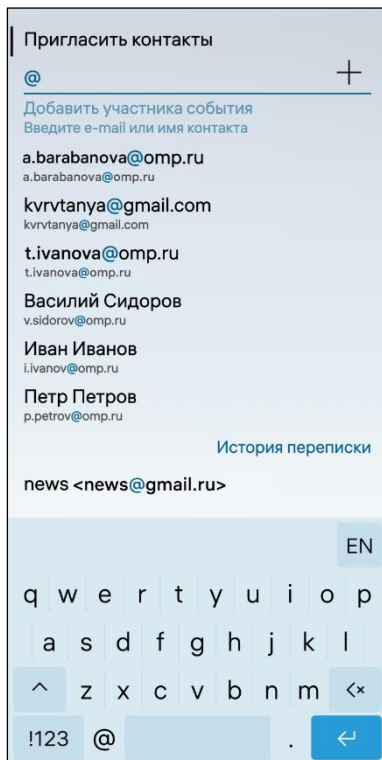 Пригласить контакты
@
Добавить участника события
Введите e-mail или имя контакта
a.barabanova@omp.ru
a.barabanova@omp.ru
kvrvtanya@gmail.com
kvrvtanya@gmail.com
t.ivanova@omp.ru
t.ivanova@omp.ru
Василий Сидоров
v.sidorov@omp.ru
Иван Иванов
i.ivanov@omp.ru
Петр Петров
p.petrov@omp.ru
История переписки
news <news@gmail.ru>
EN
q w e r t y u i o p
a s d f g h j k l
z x c v b n m
!123 @ .